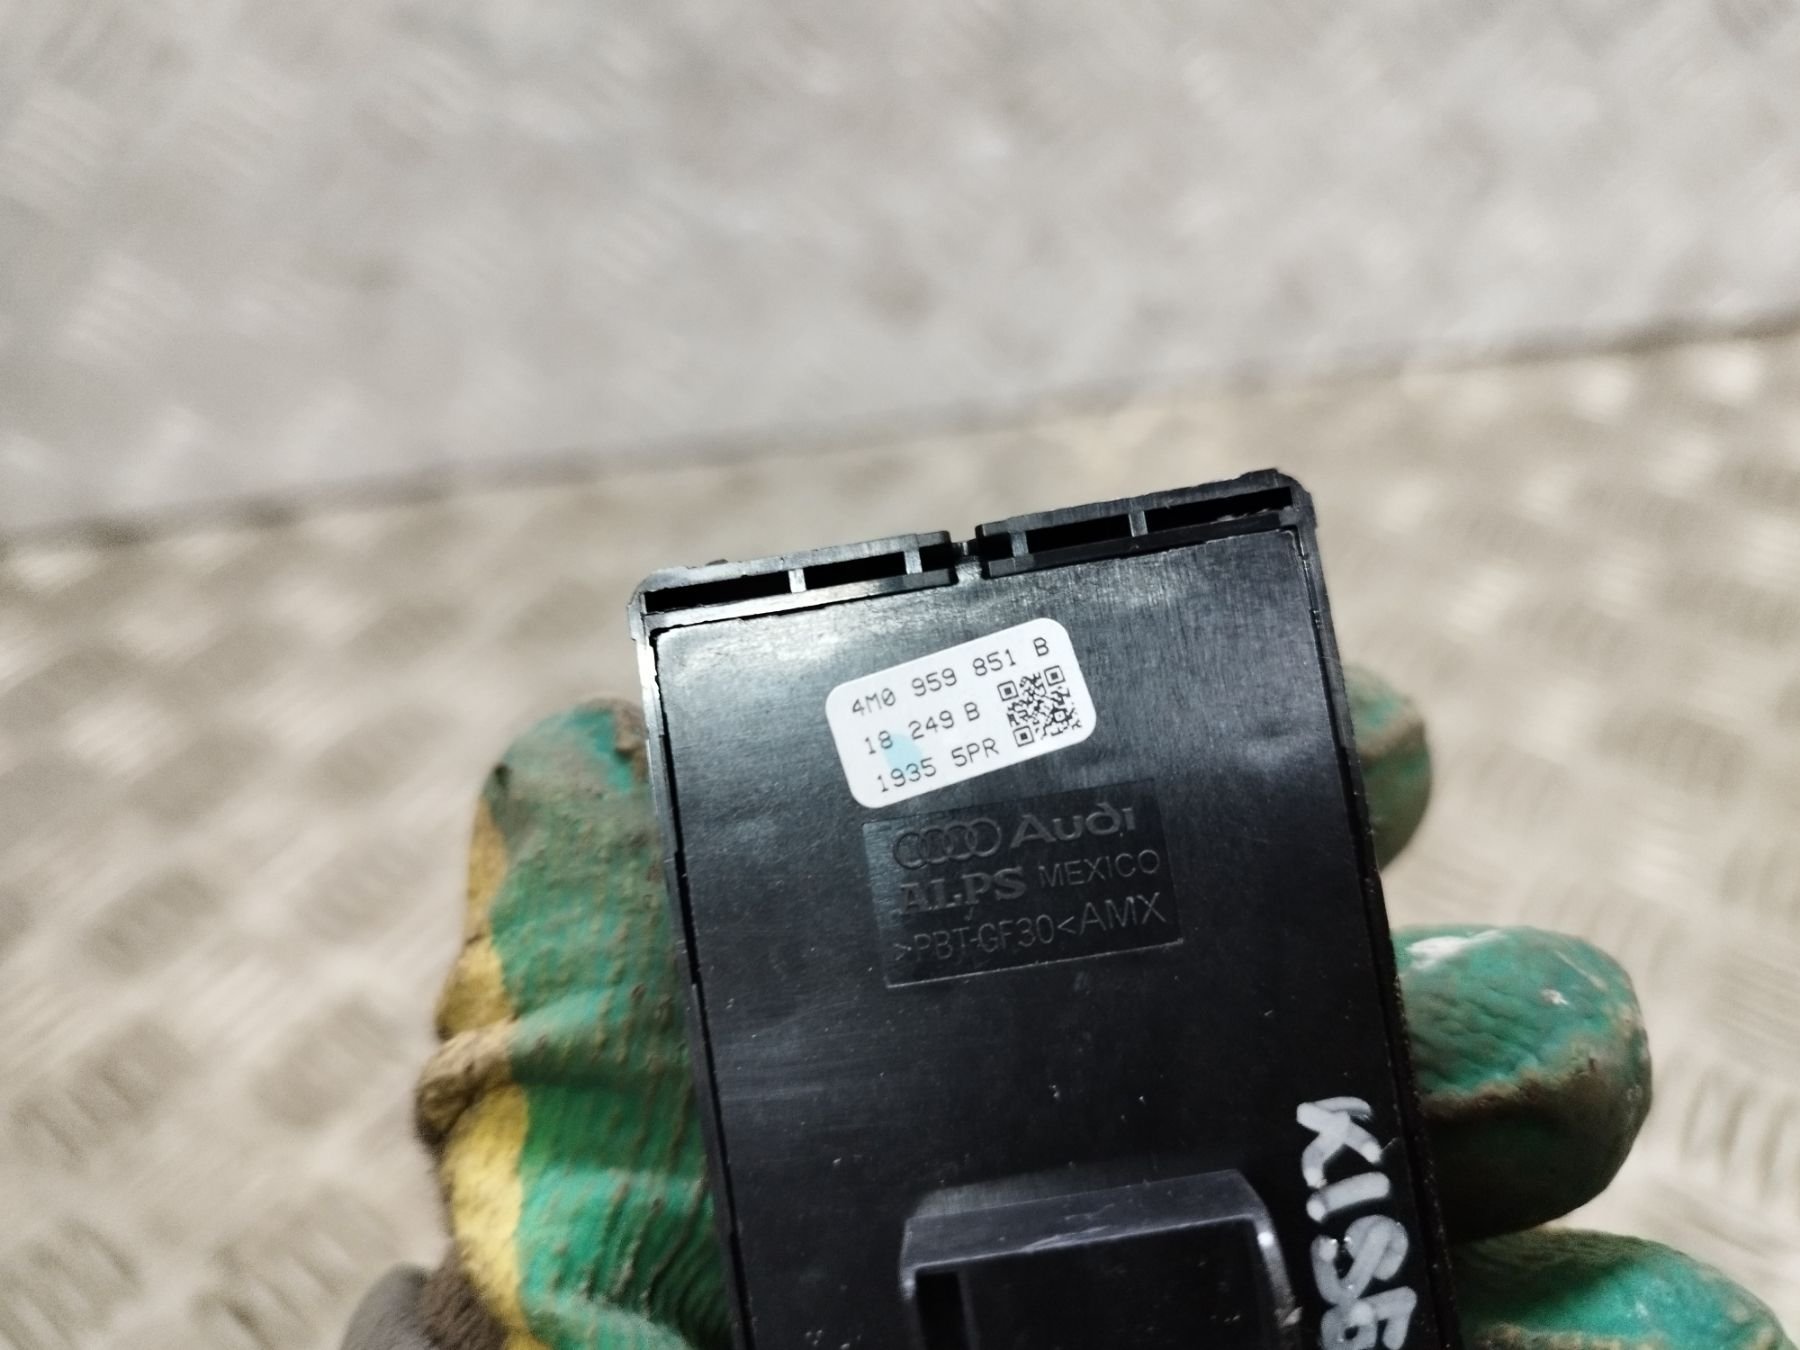 4M0 959 851 B
18 249 B
1935 5PR
Audi
ALPS MEXICO
>PBT-GF30< AMX